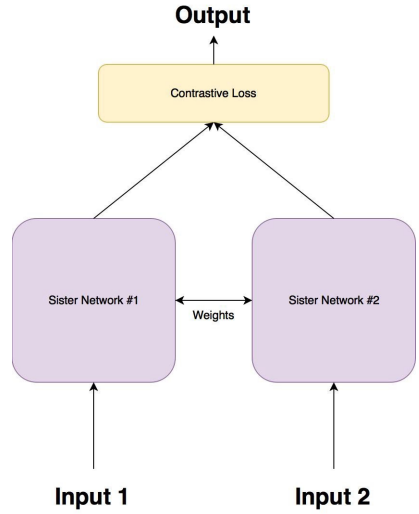 Output
Contrastive Loss
Sister Network #1
Sister Network #2
Weights
Input 1
Input 2